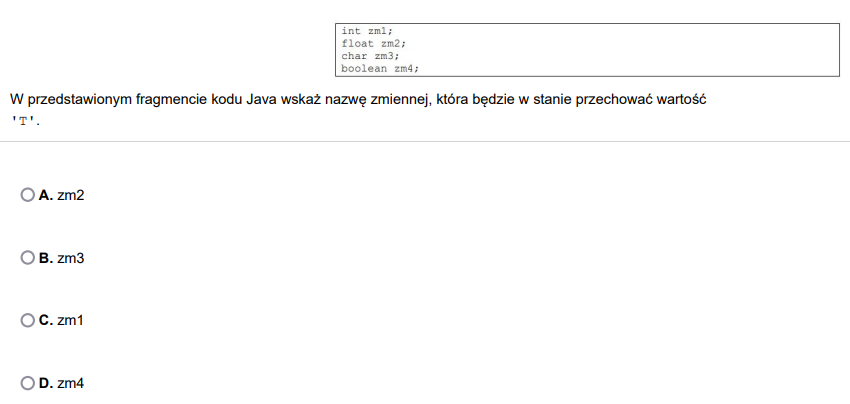 int zm1;
float zm2;
char zm3;
boolean zm4;
W przedstawionym fragmencie kodu Java wskaż nazwę zmiennej, która będzie w stanie przechować wartość
'T'.
A. zm2
B. zm3
C. zm1
D. zm4